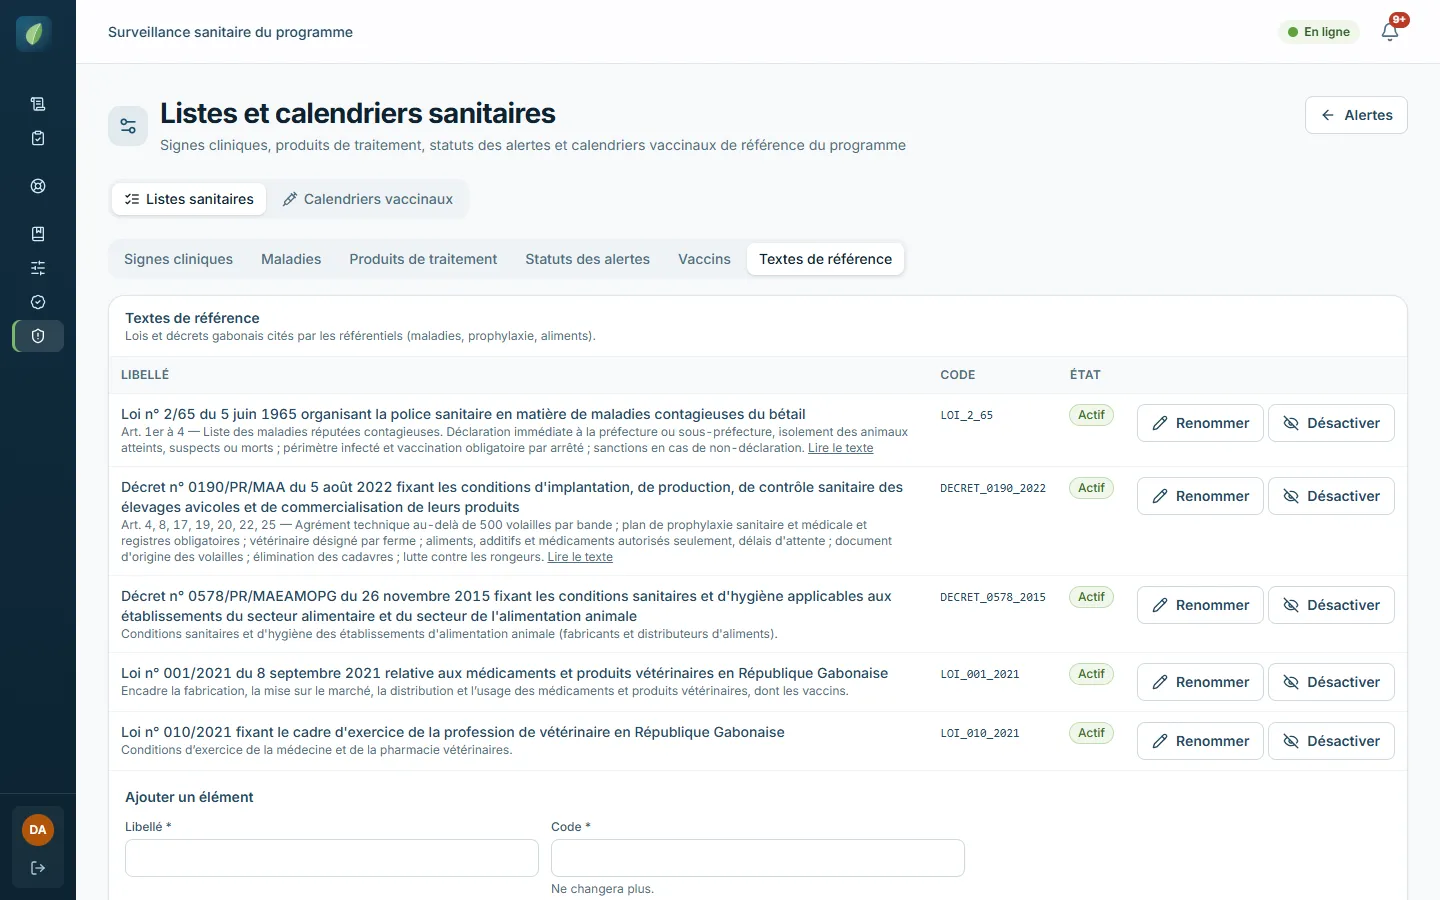 Surveillance sanitaire du programme
En ligne
9+
Listes et calendriers sanitaires
Alertes
Signes cliniques, produits de traitement, statuts des alertes et calendriers vaccinaux de référence du programme
Listes sanitaires
Calendriers vaccinaux
Signes cliniques
Maladies
Produits de traitement
Statuts des alertes
Vaccins
Textes de référence
Textes de référence
Lois et décrets gabonais cités par les référentiels (maladies, prophylaxie, aliments).
LIBELLÉ
CODE
ÉTAT
Loi n° 2/65 du 5 juin 1965 organisant la police sanitaire en matière de maladies contagieuses du bétail
Art. 1er à 4 — Liste des maladies réputées contagieuses. Déclaration immédiate à la préfecture ou sous-préfecture, isolement des animaux
atteints, suspects ou morts ; périmètre infecté et vaccination obligatoire par arrêté ; sanctions en cas de non-déclaration. Lire le texte
LOI_2_65
Actif
Renommer
Désactiver
Décret n° 0190/PR/MAA du 5 août 2022 fixant les conditions d'implantation, de production, de contrôle sanitaire des
élevages avicoles et de commercialisation de leurs produits
Art. 4, 8, 17, 19, 20, 22, 25 — Agrément technique au-delà de 500 volailles par bande ; plan de prophylaxie sanitaire et médicale et
registres obligatoires ; vétérinaire désigné par ferme ; aliments, additifs et médicaments autorisés seulement, délais d'attente ; document
d'origine des volailles ; élimination des cadavres ; lutte contre les rongeurs. Lire le texte
DECRET_0190_2022
Actif
Renommer
Désactiver
Décret n° 0578/PR/MAEAMOPG du 26 novembre 2015 fixant les conditions sanitaires et d'hygiène applicables aux
établissements du secteur alimentaire et du secteur de l'alimentation animale
Conditions sanitaires et d'hygiène des établissements d'alimentation animale (fabricants et distributeurs d'aliments).
DECRET_0578_2015
Actif
Renommer
Désactiver
Loi n° 001/2021 du 8 septembre 2021 relative aux médicaments et produits vétérinaires en République Gabonaise
Encadre la fabrication, la mise sur le marché, la distribution et l'usage des médicaments et produits vétérinaires, dont les vaccins.
LOI_001_2021
Actif
Renommer
Désactiver
Loi n° 010/2021 fixant le cadre d'exercice de la profession de vétérinaire en République Gabonaise
Conditions d'exercice de la médecine et de la pharmacie vétérinaires.
LOI_010_2021
Actif
Renommer
Désactiver
Ajouter un élément
Libellé *
Code *
Ne changera plus.
DA